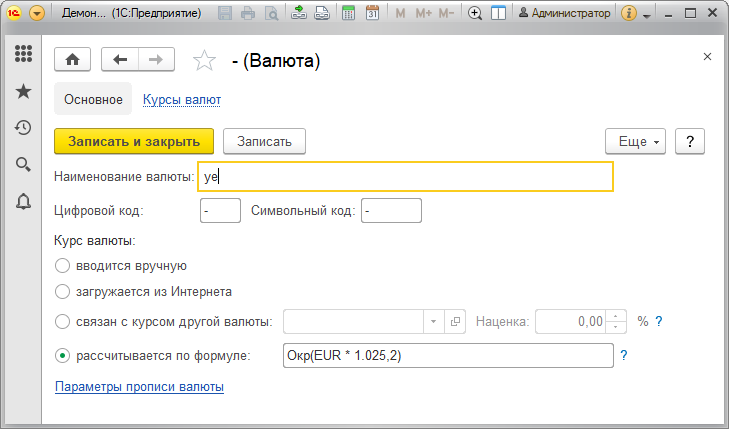 1С Демон... (1С:Предприятие) M M+ M- Администратор
- (Валюта)
Основное Курсы валют
Записать и закрыть Записать Еще ?
Наименование валюты: уе
Цифровой код: - Символьный код: -
Курс валюты:
вводится вручную
загружается из Интернета
связан с курсом другой валюты: Наценка: 0,00 % ?
рассчитывается по формуле: Окр(EUR * 1.025,2) ?
Параметры прописи валюты